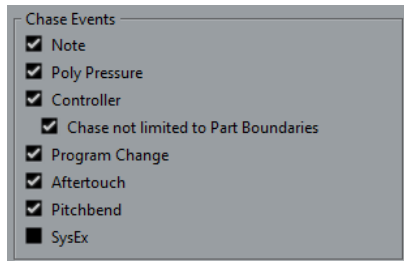 Chase Events
Note
Poly Pressure
Controller
Chase not limited to Part Boundaries
Program Change
Aftertouch
Pitchbend
SysEx